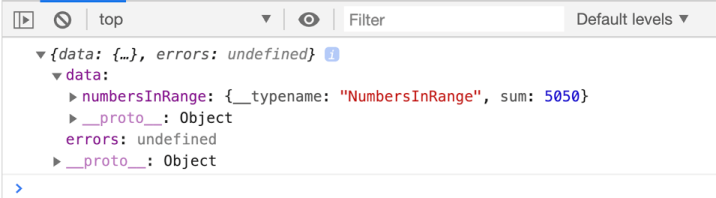 top Filter Default levels
{data: {…}, errors: undefined} i
data:
numbersInRange: {__typename: "NumbersInRange", sum: 5050}
__proto__: Object
errors: undefined
__proto__: Object